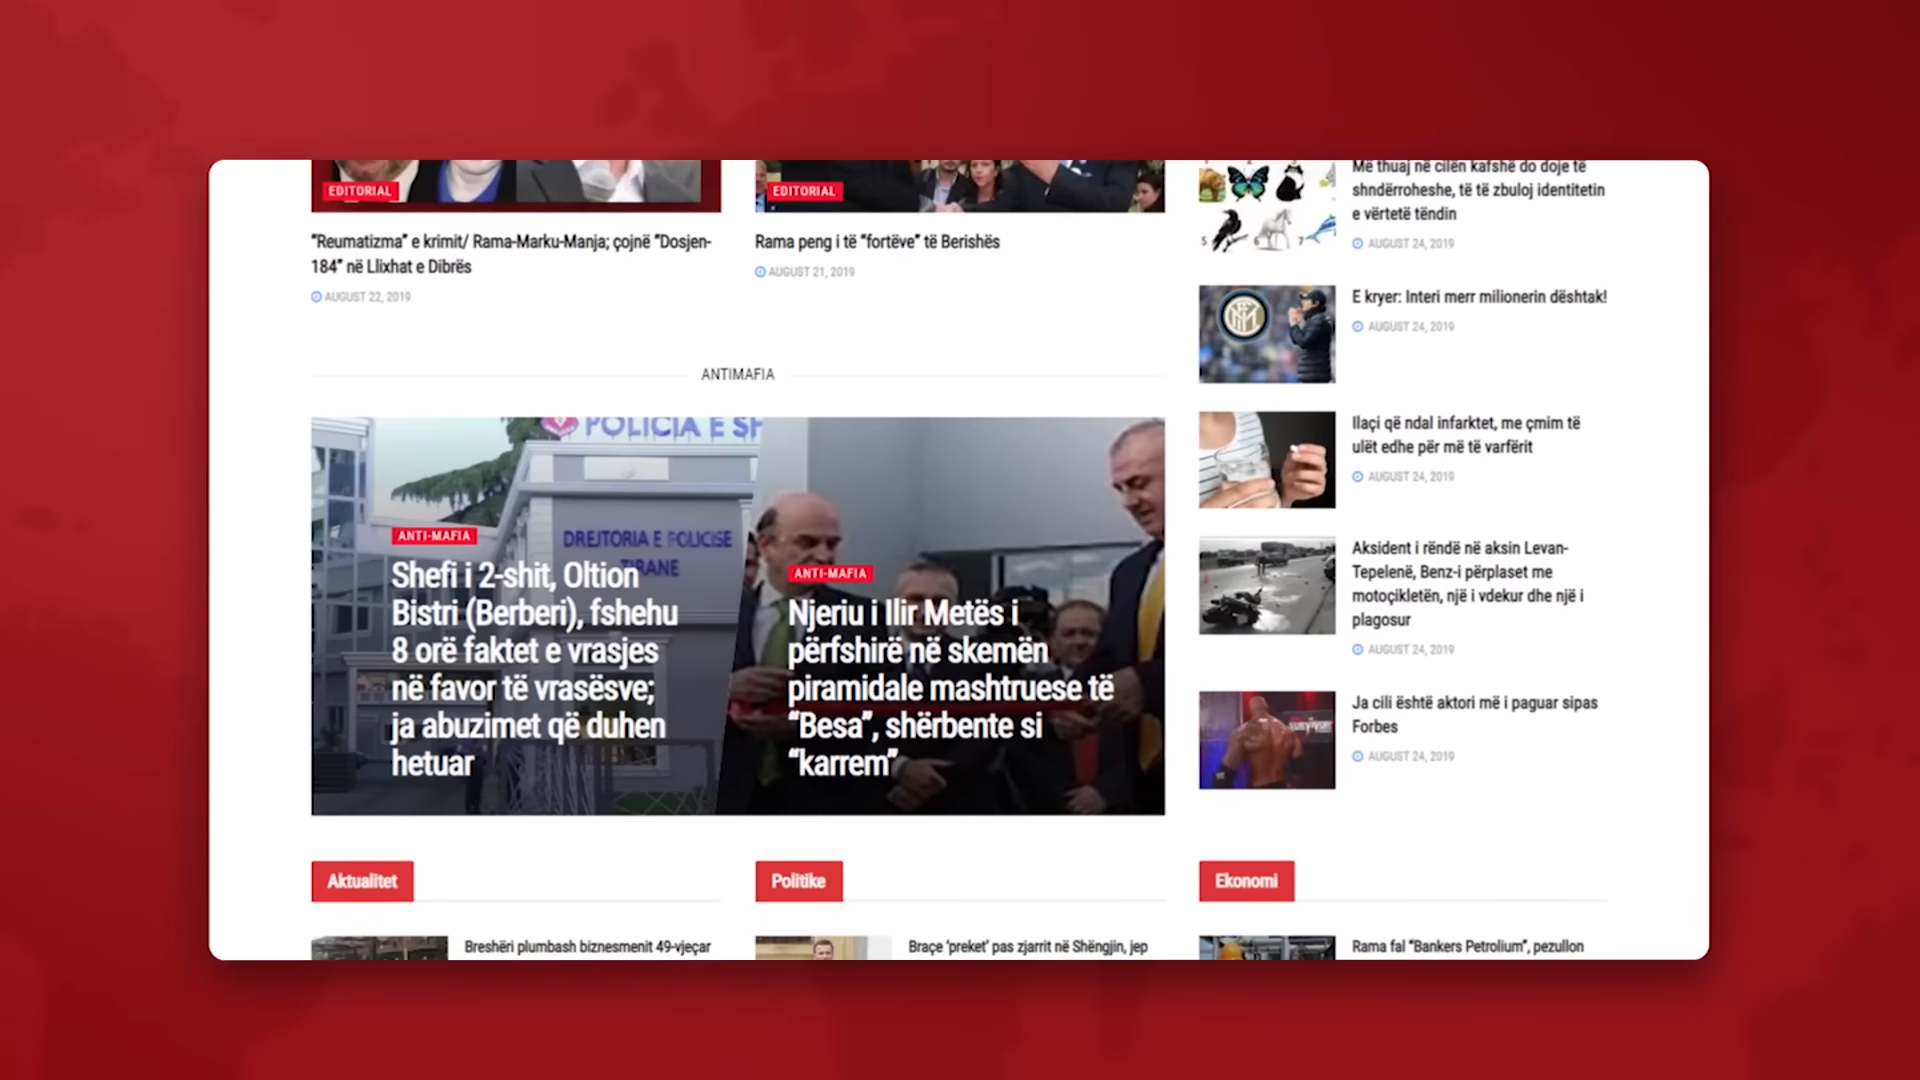 EDITORIAL
“Reumatizma” e krimit/ Rama-Marku-Manja; çojnë “Dosjen-
184” në Llixhat e Dibrës
AUGUST 22, 2019
EDITORIAL
Rama peng i të “fortëve” të Berishës
AUGUST 21, 2019
ANTIMAFIA
POLICIA E SH
DREJTORIA E POLICISE
TIRANE
ANTI-MAFIA
Shefi i 2-shit, Oltion
Bistri (Berberi), fshehu
8 orë faktet e vrasjes
në favor të vrasësve;
ja abuzimet që duhen
hetuar
ANTI-MAFIA
Njeriu i Ilir Metës i
përfshirë në skemën
piramidale mashtruese të
“Besa”, shërbente si
“karrem”
Më thuaj në cilën kafshë do doje të
shndërroheshe, të të zbuloj identitetin
e vërtetë tëndin
AUGUST 24, 2019
5
6
7
E kryer: Interi merr milionerin dështak!
AUGUST 24, 2019
Ilaçi që ndal infarktet, me çmim të
ulët edhe për më të varfërit
AUGUST 24, 2019
Aksident i rëndë në aksin Levan-
Tepelenë, Benz-i përplaset me
motoçikletën, një i vdekur dhe një i
plagosur
AUGUST 24, 2019
Ja cili është aktori më i paguar sipas
Forbes
AUGUST 24, 2019
Aktualitet
Breshëri plumbash biznesmenit 49-vjeçar
Politike
Braçe ‘preket’ pas zjarrit në Shëngjin, jep
Ekonomi
Rama fal “Bankers Petrolium”, pezullon